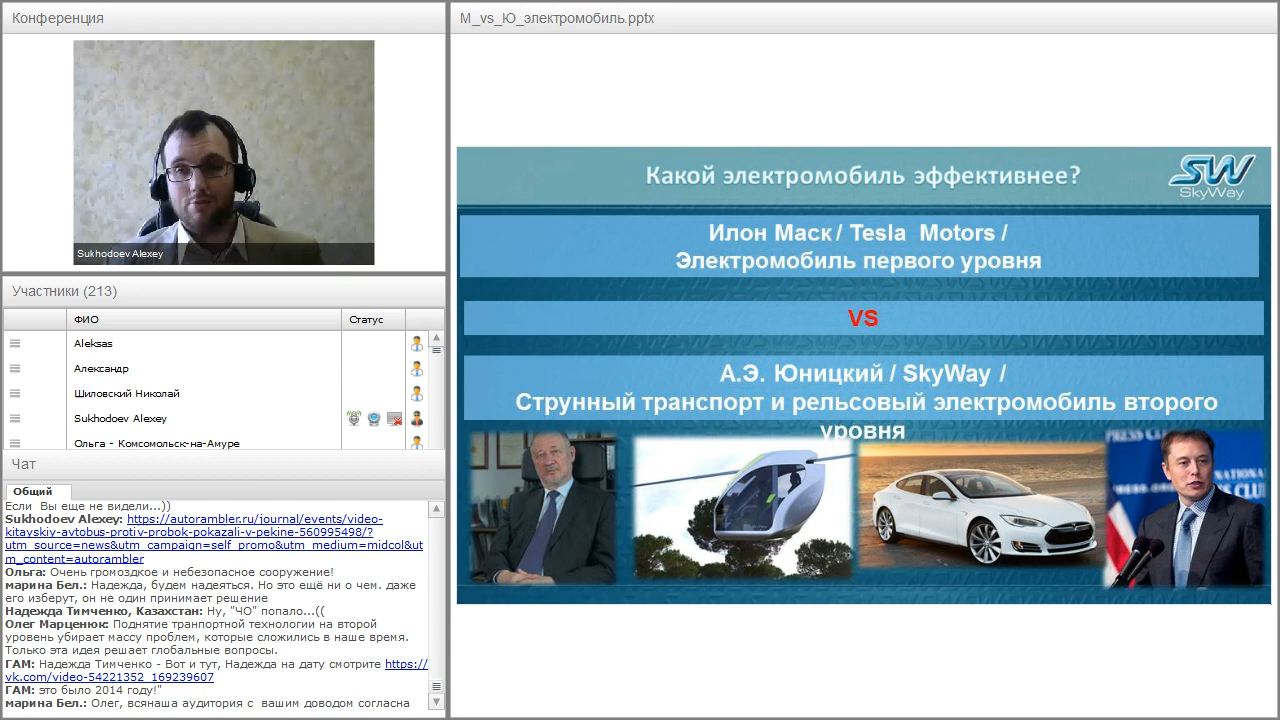 Конференция
Sukhodoev Alexey
Участники (213)
ФИО
Статус
Aleksas
Александр
Шиловский Николай
Sukhodoev Alexey
Ольга - Комсомольск-на-Амуре
Чат
Общий
Если Вы еще не видели...))
Sukhodoev Alexey: https://autorambler.ru/journal/events/video-
kitayskiy-avtobus-protiv-probok-pokazali-v-pekine-560995498/?
utm_source=news&utm_campaign=self_promo&utm_medium=midcol&ut
m_content=autorambler
Ольга: Очень громоздкое и небезопасное сооружение!
марина Бел.: Надежда, будем надеяться. Но это ещё ни о чем. даже
его изберут, он не один принимает решение
Надежда Тимченко, Казахстан: Ну, "ЧО" попало...((
Олег Марценюк: Поднятие транпортной технологии на второй
уровень убирает массу проблем, которые сложились в наше время.
Только эта идея решает глобальные вопросы.
ГАМ: Надежда Тимченко - Вот и тут, Надежда на дату смотрите https://
vk.com/video-54221352_169239607
ГАМ: это было 2014 году!"
марина Бел.: Олег, всянаша аудитория с вашим доводом согласна
M_vs_Ю_электромобиль.pptx
Какой электромобиль эффективнее?
SW
SkyWay
Илон Маск / Tesla Motors /
Электромобиль первого уровня
VS
А.Э. Юницкий / SkyWay /
Струнный транспорт и рельсовый электромобиль второго
уровня
PRESS CLUB
NATIONAL
CLUB